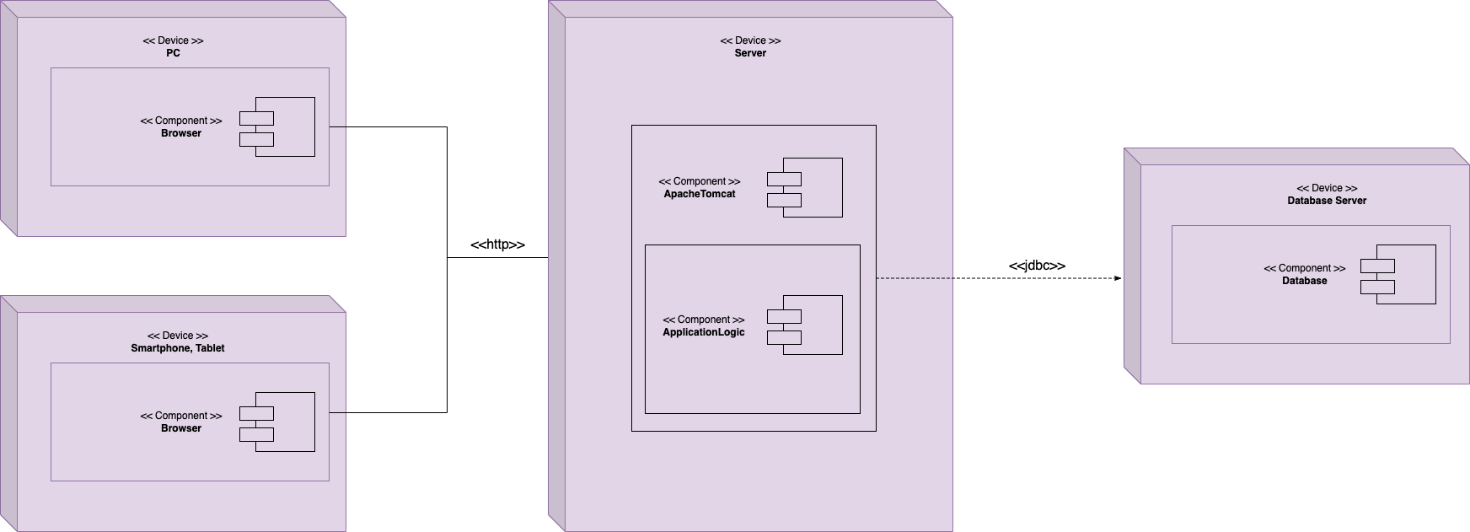 << Device >>
PC
<< Component >>
Browser
<< Device >>
Smartphone, Tablet
<< Component >>
Browser
<<http>>
<< Device >>
Server
<< Component >>
ApacheTomcat
<< Component >>
ApplicationLogic
<<jdbc>>
<< Device >>
Database Server
<< Component >>
Database